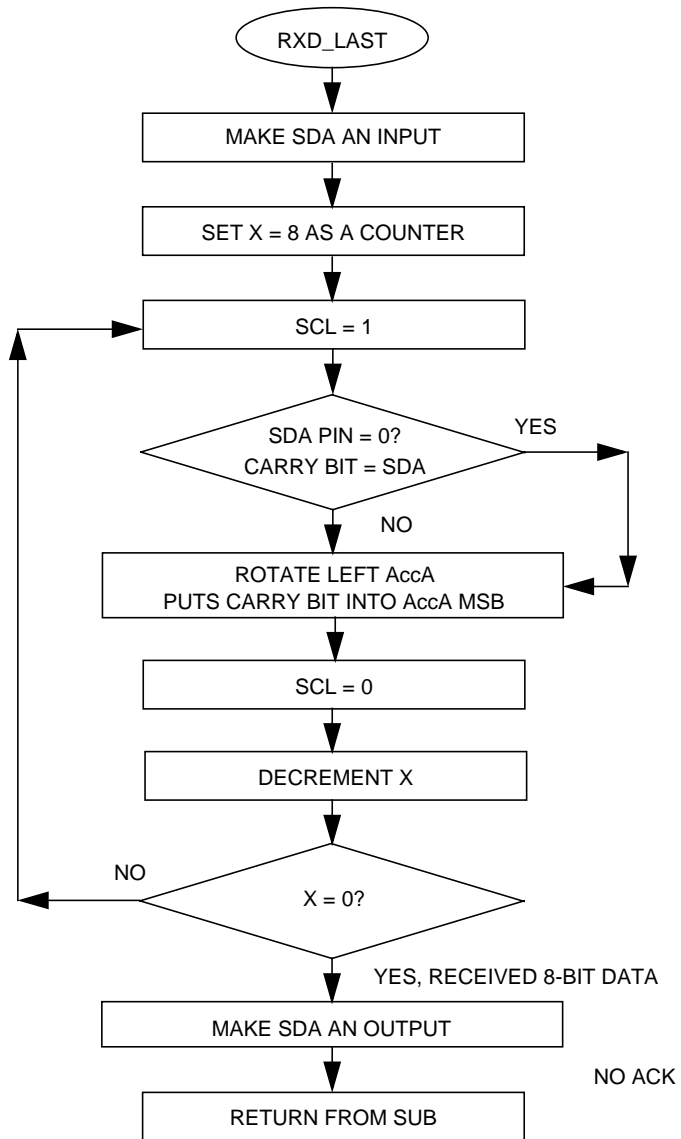 RXD_LAST
MAKE SDA AN INPUT
SET X = 8 AS A COUNTER
SCL = 1
SDA PIN = 0?
CARRY BIT = SDA
YES
NO
ROTATE LEFT AccA
PUTS CARRY BIT INTO AccA MSB
SCL = 0
DECREMENT X
NO
X = 0?
YES, RECEIVED 8-BIT DATA
MAKE SDA AN OUTPUT
NO ACK
RETURN FROM SUB